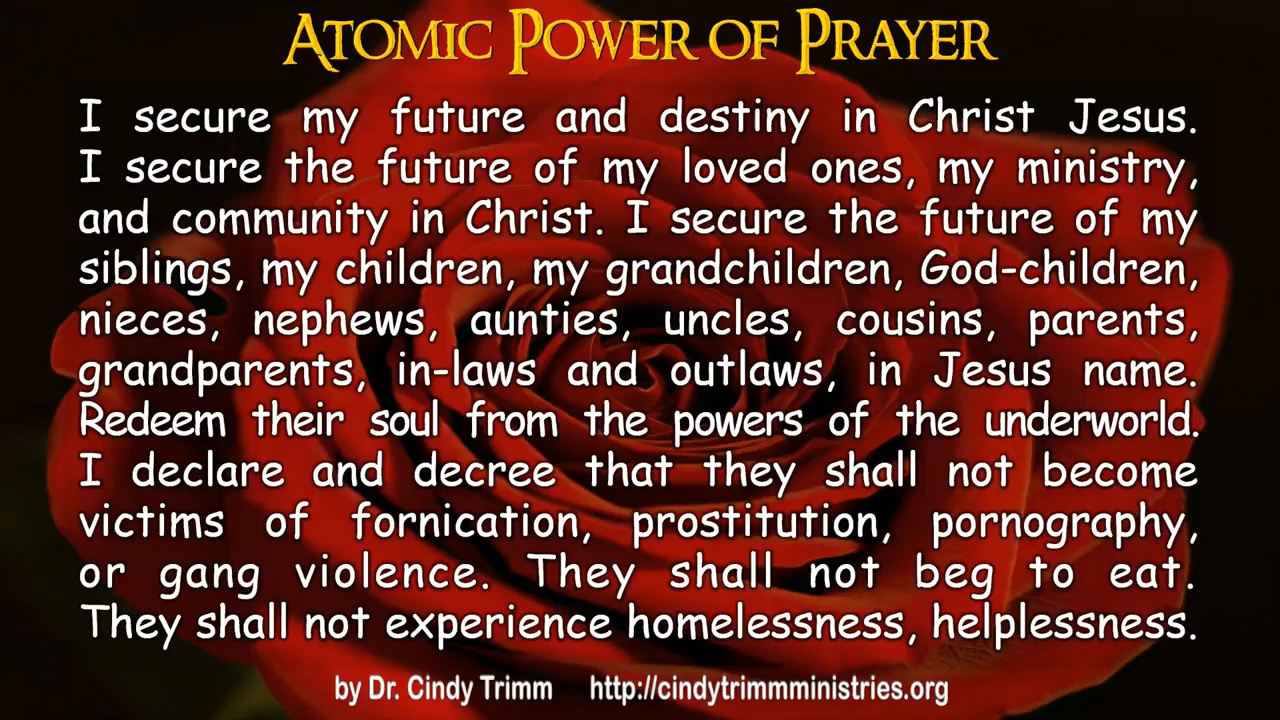 Atomic Power of Prayer
I secure my future and destiny in Christ Jesus.
I secure the future of my loved ones, my ministry,
and community in Christ. I secure the future of my
siblings, my children, my grandchildren, God-children,
nieces, nephews, aunties, uncles, cousins, parents,
grandparents, in-laws and outlaws, in Jesus name.
Redeem their soul from the powers of the underworld.
I declare and decree that they shall not become
victims of fornication, prostitution, pornography,
or gang violence. They shall not beg to eat.
They shall not experience homelessness, helplessness.
by Dr. Cindy Trimm http://cindytrimmministries.org